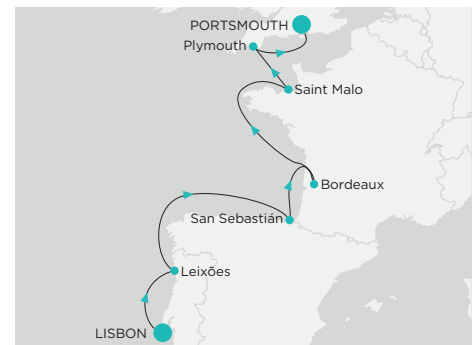 PORTSMOUTH
Plymouth
Saint Malo
Bordeaux
San Sebastián
Leixões
LISBON